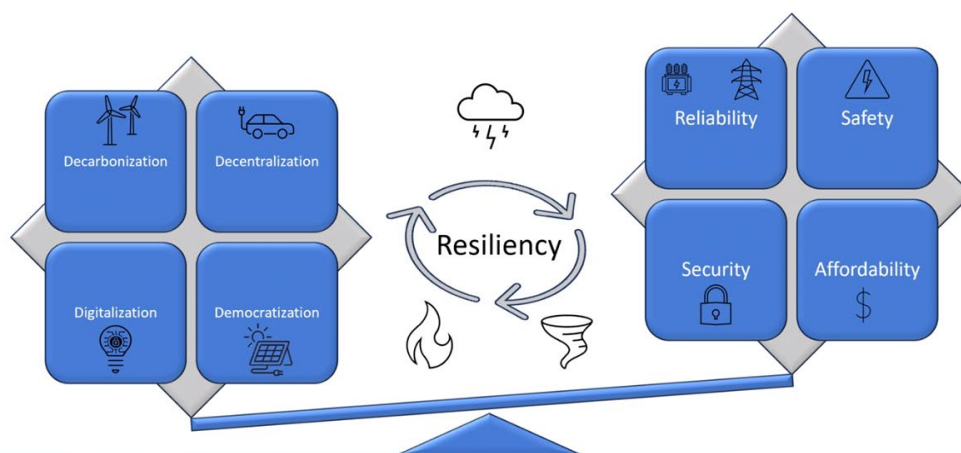 Decarbonization
Decentralization
Digitalization
Democratization
Resiliency
Reliability
Safety
Security
Affordability
$